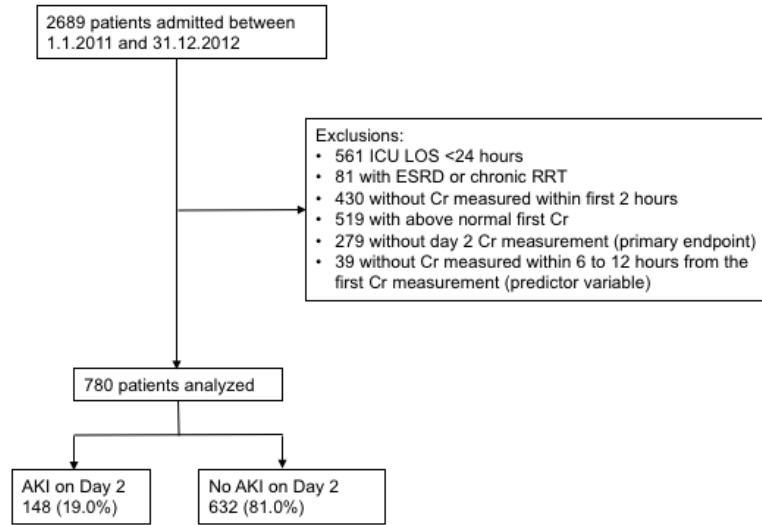 2689 patients admitted between
1.1.2011 and 31.12.2012
Exclusions:
• 561 ICU LOS <24 hours
• 81 with ESRD or chronic RRT
• 430 without Cr measured within first 2 hours
• 519 with above normal first Cr
• 279 without day 2 Cr measurement (primary endpoint)
• 39 without Cr measured within 6 to 12 hours from the
first Cr measurement (predictor variable)
780 patients analyzed
AKI on Day 2
148 (19.0%)
No AKI on Day 2
632 (81.0%)